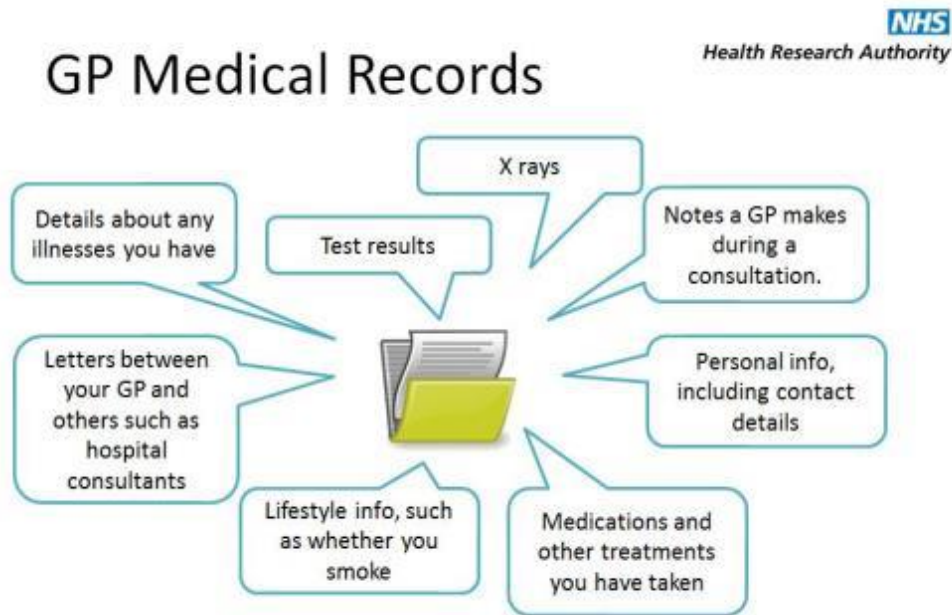 NHS
Health Research Authority
GP Medical Records
X rays
Details about any
illnesses you have
Test results
Notes a GP makes
during a
consultation.
Letters between
your GP and
others such as
hospital
consultants
Personal info,
including contact
details
Lifestyle info, such
as whether you
smoke
Medications and
other treatments
you have taken